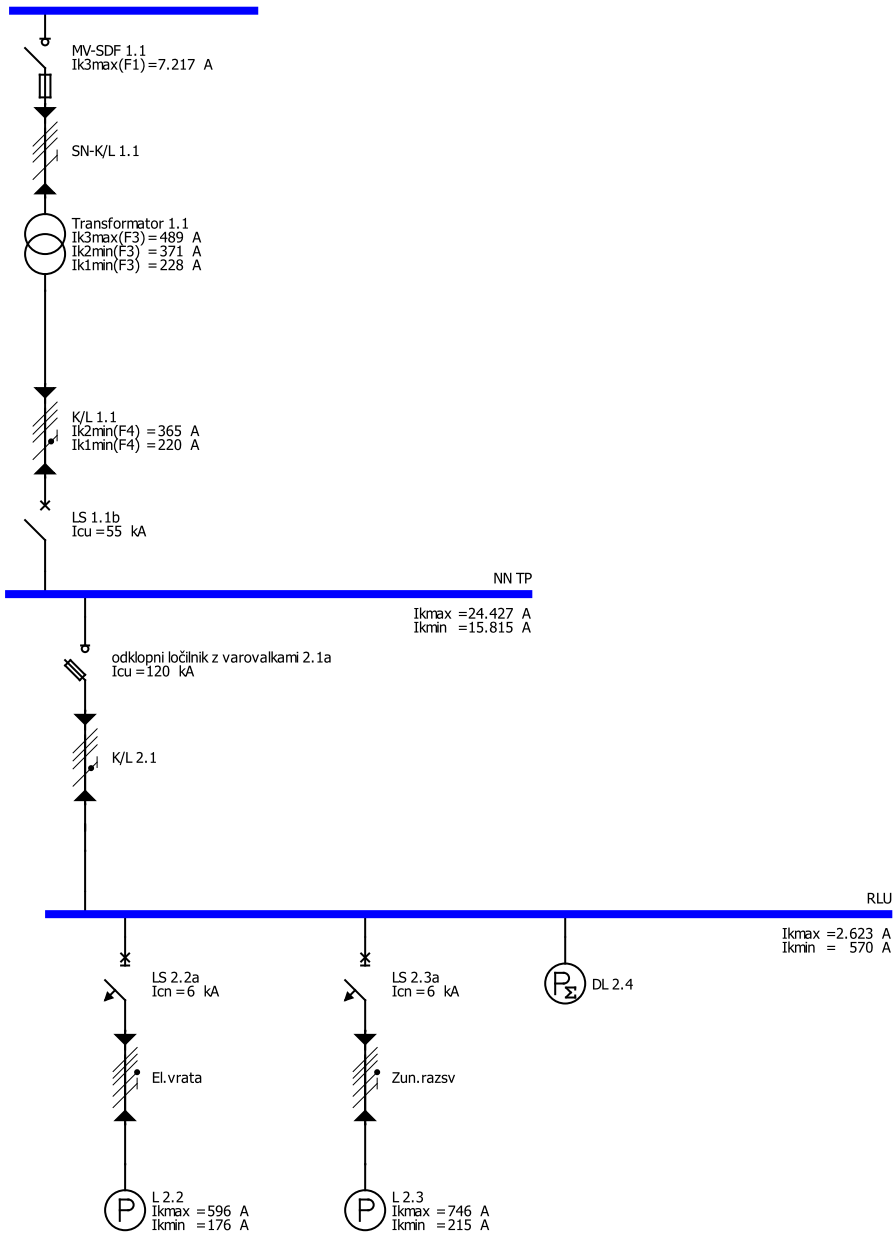 MV-SDF 1.1
Ik3max(F1)=7.217 A
SN-K/L 1.1
Transformator 1.1
Ik3max(F3)=489 A
Ik2min(F3) =371 A
Ik1min(F3) =228 A
K/L 1.1
Ik2min(F4) =365 A
Ik1min(F4) =220 A
LS 1.1b
Icu =55 kA
NN TP
Ikmax =24.427 A
Ikmin =15.815 A
odklopni ločilnik z varovalkami 2.1a
Icu =120 kA
K/L 2.1
RLU
Ikmax =2.623 A
Ikmin = 570 A
LS 2.2a
Icn =6 kA
LS 2.3a
Icn =6 kA
PΣ
DL 2.4
El.vrata
Zun.razsv
P
L 2.2
Ikmax =596 A
Ikmin =176 A
P
L 2.3
Ikmax =746 A
Ikmin =215 A